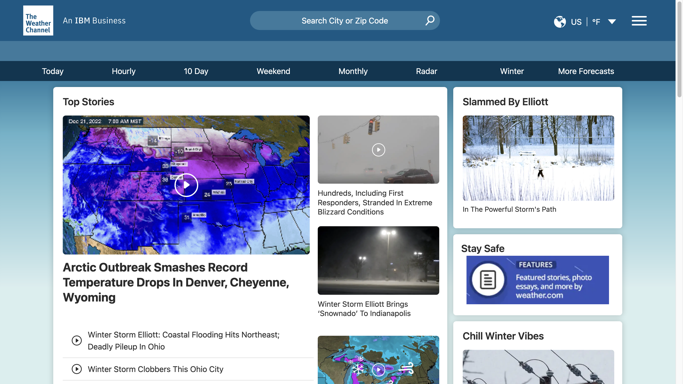 The
Weather
Channel
An IBM Business
Search City or Zip Code
US | °F
Today
Hourly
10 Day
Weekend
Monthly
Radar
Winter
More Forecasts
Top Stories
Dec 21, 2022 7:55 AM MST
Arctic Outbreak Smashes Record
Temperature Drops In Denver, Cheyenne,
Wyoming
Winter Storm Elliott: Coastal Flooding Hits Northeast;
Deadly Pileup In Ohio
Winter Storm Clobbers This Ohio City
Hundreds, Including First
Responders, Stranded In Extreme
Blizzard Conditions
Winter Storm Elliott Brings
'Snownado' To Indianapolis
Slammed By Elliott
In The Powerful Storm's Path
Stay Safe
FEATURES
Featured stories, photo
essays, and more by
weather.com
Chill Winter Vibes